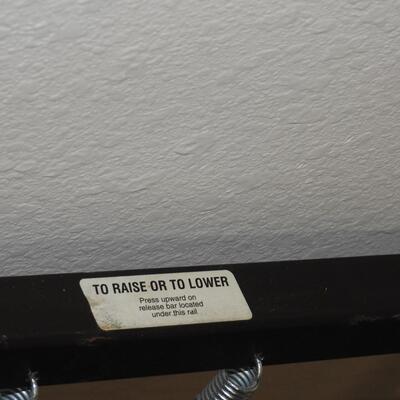 TO RAISE OR TO LOWER
Press upward on
release bar located
under this rail